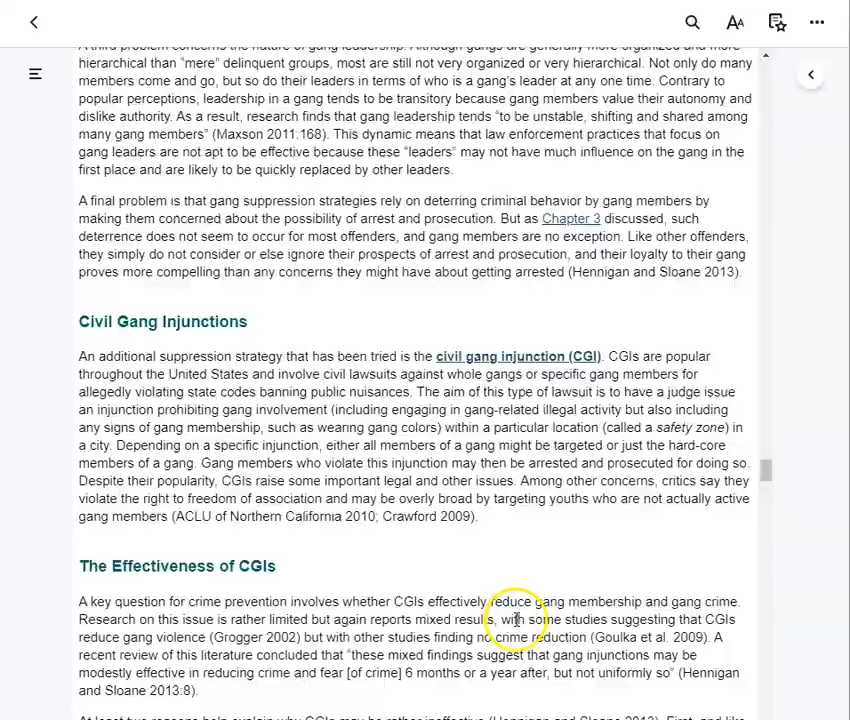 A third problem concerns the nature of gang leadership. Although gangs are generally more organized and more
hierarchical than “mere” delinquent groups, most are still not very organized or very hierarchical. Not only do many
members come and go, but so do their leaders in terms of who is a gang's leader at any one time. Contrary to
popular perceptions, leadership in a gang tends to be transitory because gang members value their autonomy and
dislike authority. As a result, research finds that gang leadership tends “to be unstable, shifting and shared among
many gang members” (Maxson 2011:168). This dynamic means that law enforcement practices that focus on
gang leaders are not apt to be effective because these “leaders” may not have much influence on the gang in the
first place and are likely to be quickly replaced by other leaders.
A final problem is that gang suppression strategies rely on deterring criminal behavior by gang members by
making them concerned about the possibility of arrest and prosecution. But as Chapter 3 discussed, such
deterrence does not seem to occur for most offenders, and gang members are no exception. Like other offenders,
they simply do not consider or else ignore their prospects of arrest and prosecution, and their loyalty to their gang
proves more compelling than any concerns they might have about getting arrested (Hennigan and Sloane 2013).
Civil Gang Injunctions
An additional suppression strategy that has been tried is the civil gang injunction (CGI). CGIs are popular
throughout the United States and involve civil lawsuits against whole gangs or specific gang members for
allegedly violating state codes banning public nuisances. The aim of this type of lawsuit is to have a judge issue
an injunction prohibiting gang involvement (including engaging in gang-related illegal activity but also including
any signs of gang membership, such as wearing gang colors) within a particular location (called a safety zone) in
a city. Depending on a specific injunction, either all members of a gang might be targeted or just the hard-core
members of a gang. Gang members who violate this injunction may then be arrested and prosecuted for doing so.
Despite their popularity, CGIs raise some important legal and other issues. Among other concerns, critics say they
violate the right to freedom of association and may be overly broad by targeting youths who are not actually active
gang members (ACLU of Northern California 2010; Crawford 2009).
The Effectiveness of CGIs
A key question for crime prevention involves whether CGIs effectively reduce gang membership and gang crime.
Research on this issue is rather limited but again reports mixed results, with some studies suggesting that CGIs
reduce gang violence (Grogger 2002) but with other studies finding no crime reduction (Goulka et al. 2009). A
recent review of this literature concluded that “these mixed findings suggest that gang injunctions may be
modestly effective in reducing crime and fear [of crime] 6 months or a year after, but not uniformly so” (Hennigan
and Sloane 2013:8).
At least two reasons help explain why CGIs may be rather ineffective (Hennigan and Sloane 2013). First, and like